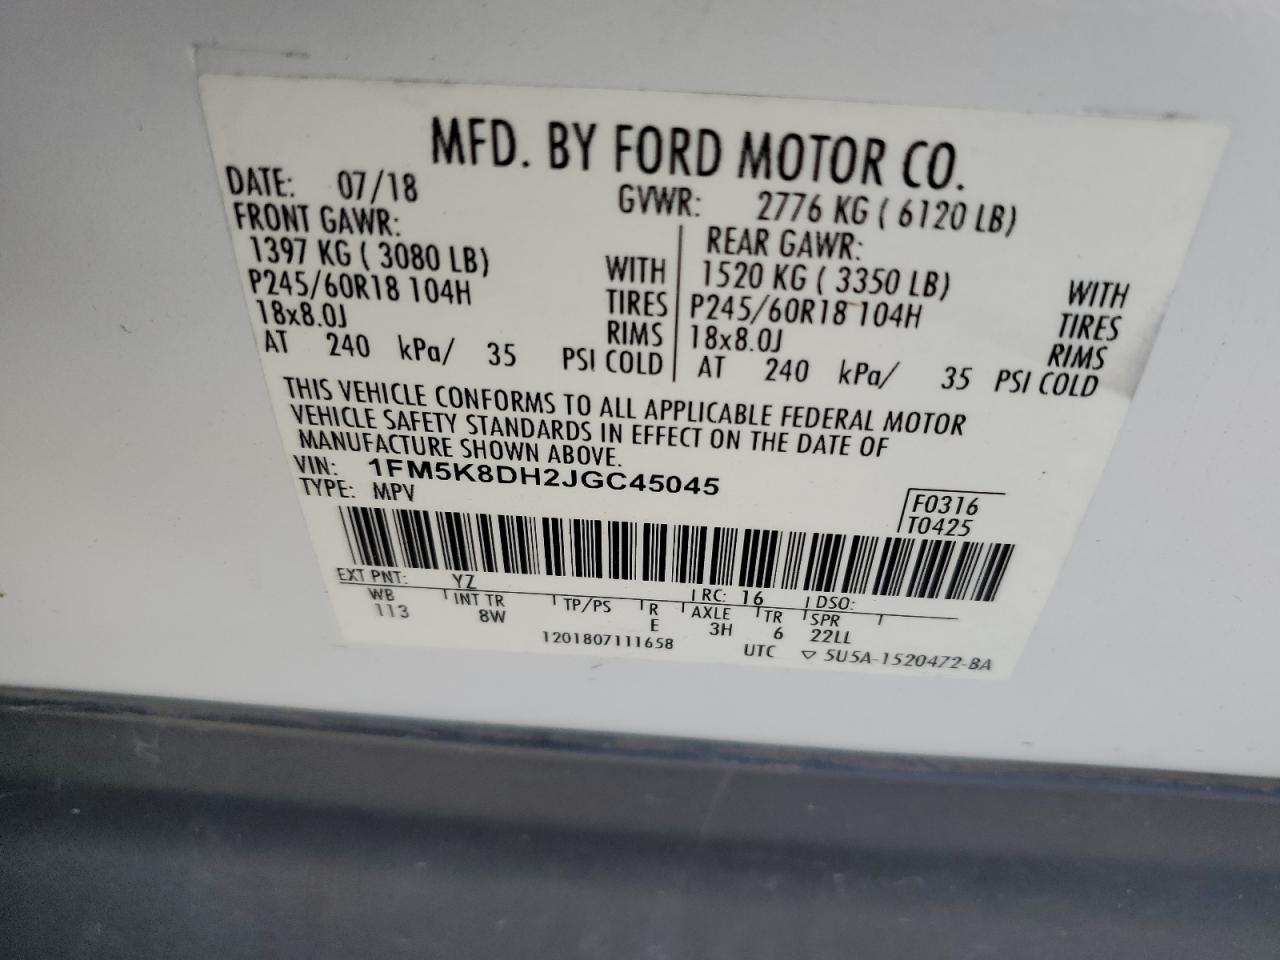 MFD. BY FORD MOTOR CO.
DATE: 07/18 GVWR: 2776 KG ( 6120 LB)
FRONT GAWR: REAR GAWR:
1397 KG ( 3080 LB) WITH 1520 KG ( 3350 LB) WITH
P245/60R18 104H TIRES P245/60R18 104H TIRES
18x8.0J RIMS 18x8.0J RIMS
AT 240 kPa/ 35 PSI COLD AT 240 kPa/ 35 PSI COLD
THIS VEHICLE CONFORMS TO ALL APPLICABLE FEDERAL MOTOR
VEHICLE SAFETY STANDARDS IN EFFECT ON THE DATE OF
MANUFACTURE SHOWN ABOVE.
VIN: 1FM5K8DH2JGC45045
TYPE: MPV F0316
T0425
EXT PNT: YZ RC: 16 DSO:
WB INT TR TP/PS R AXLE TR SPR
113 8W E 3H 6 22LL
1201807111658 UTC ▽ 5U5A-1520472-BA